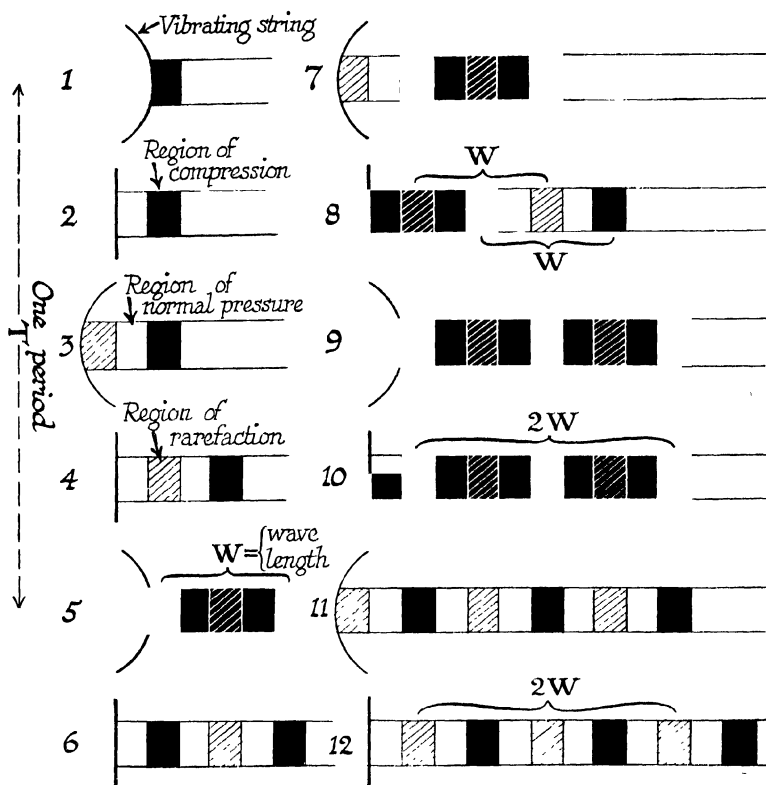 Vibrating string
1
7
Region of
compression
W
2
8
W
Region of
normal pressure
3
9
One period
T
Region of
rarefaction
2W
4
10
W = { wave
length
5
11
2W
6
12